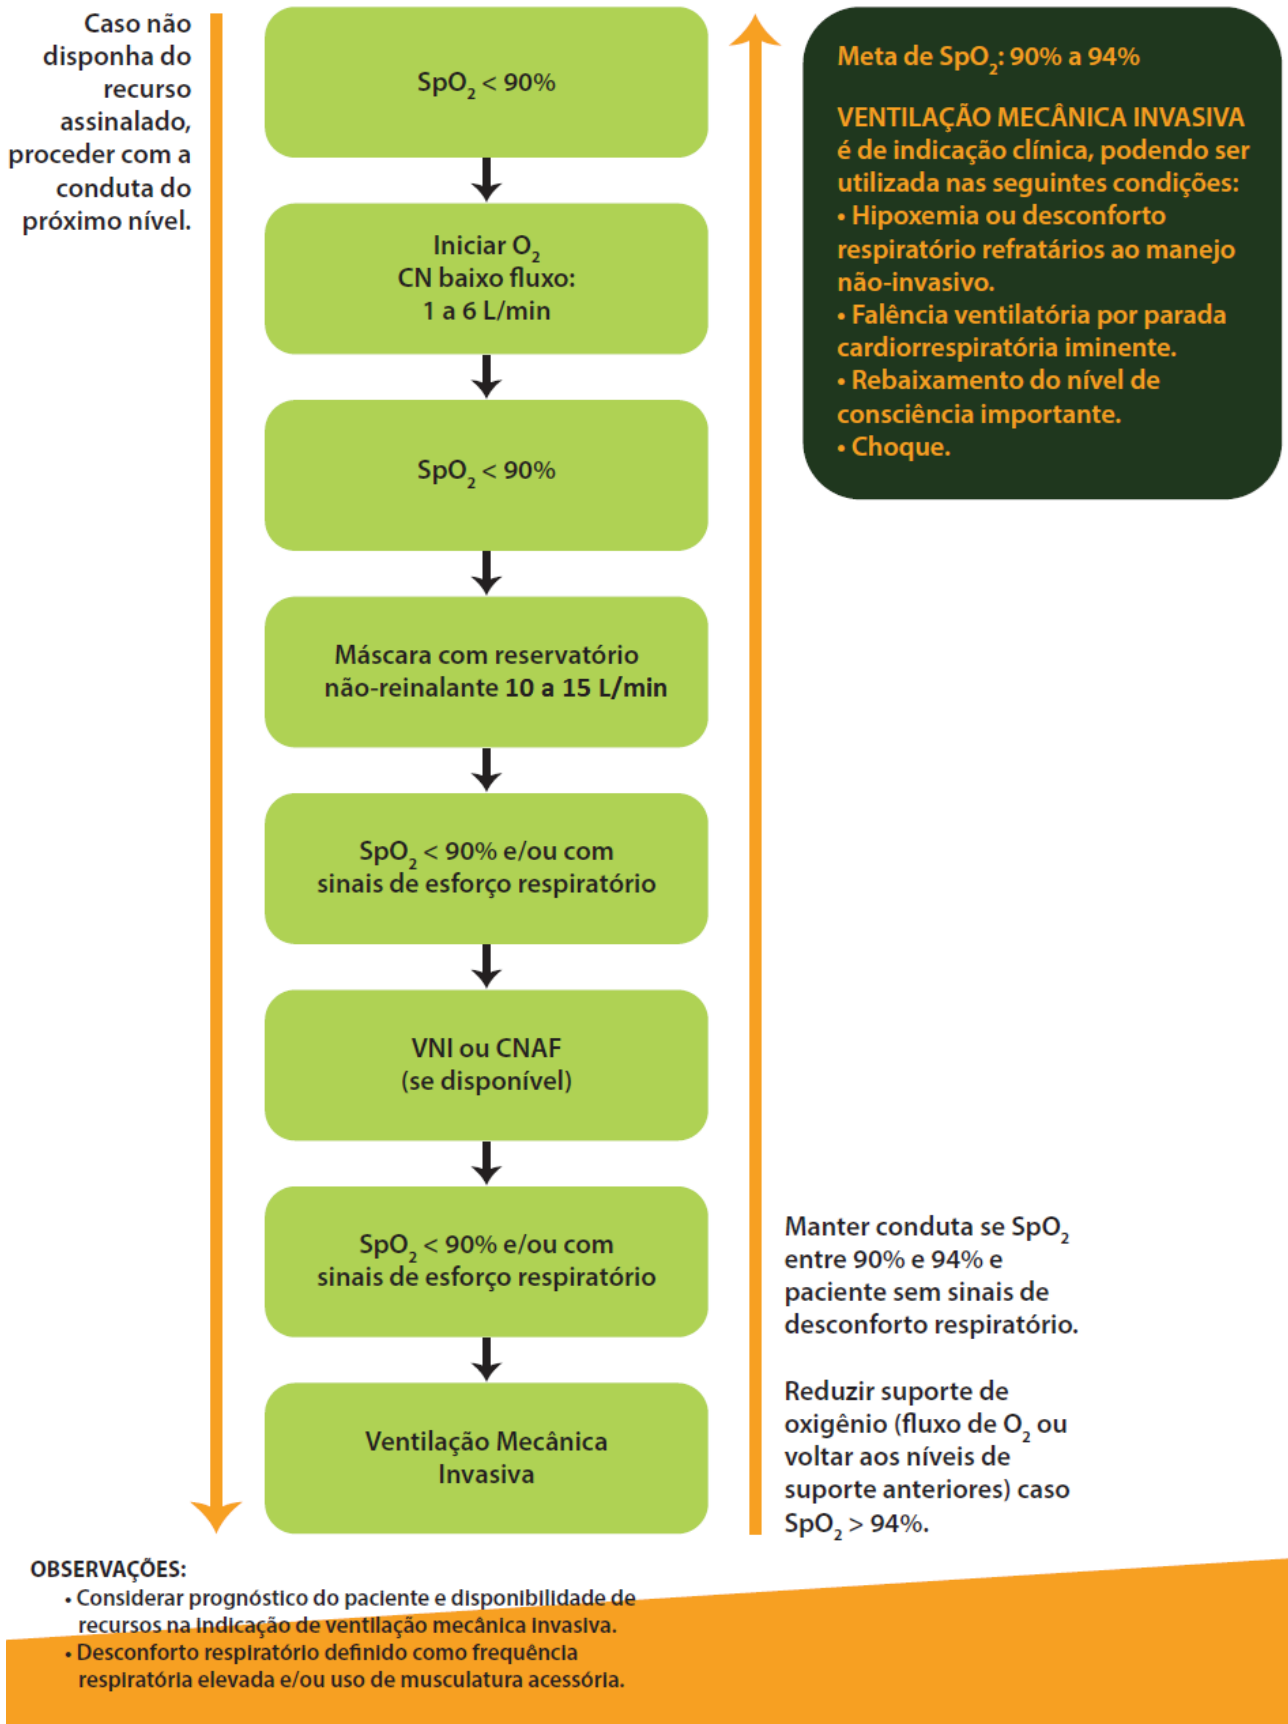 Caso não
disponha do
recurso
assinalado,
proceder com a
conduta do
próximo nível.
SpO₂ < 90%
Iniciar O₂
CN baixo fluxo:
1 a 6 L/min
SpO₂ < 90%
Máscara com reservatório
não-reinalante 10 a 15 L/min
SpO₂ < 90% e/ou com
sinais de esforço respiratório
VNI ou CNAF
(se disponível)
SpO₂ < 90% e/ou com
sinais de esforço respiratório
Ventilação Mecânica
Invasiva
Meta de SpO₂: 90% a 94%
VENTILAÇÃO MECÂNICA INVASIVA
é de indicação clínica, podendo ser
utilizada nas seguintes condições:
• Hipoxemia ou desconforto
respiratório refratários ao manejo
não-invasivo.
• Falência ventilatória por parada
cardiorrespiratória iminente.
• Rebaixamento do nível de
consciência importante.
• Choque.
Manter conduta se SpO₂
entre 90% e 94% e
paciente sem sinais de
desconforto respiratório.
Reduzir suporte de
oxigênio (fluxo de O₂ ou
voltar aos níveis de
suporte anteriores) caso
SpO₂ > 94%.
OBSERVAÇÕES:
• Considerar prognóstico do paciente e disponibilidade de
recursos na indicação de ventilação mecânica invasiva.
• Desconforto respiratório definido como frequência
respiratória elevada e/ou uso de musculatura acessória.